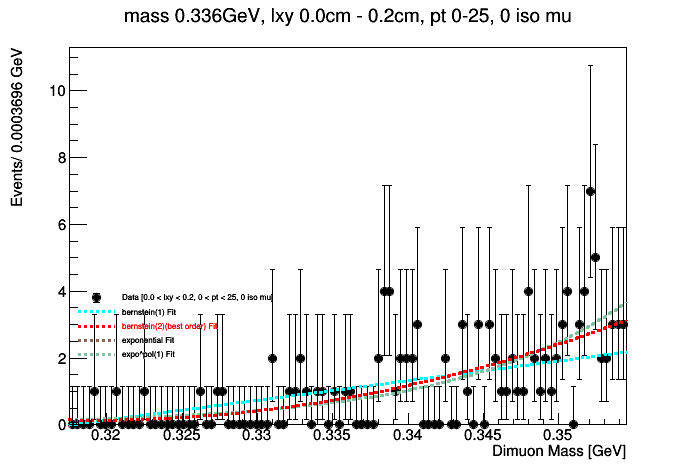 mass 0.336GeV, lxy 0.0cm - 0.2cm, pt 0-25, 0 iso mu
Events/ 0.0003696 GeV
10
8
6
4
2
0
Data [0.0 < lxy < 0.2, 0 < pt < 25, 0 iso mu]
bernstein(1) Fit
bernstein(2)(best order) Fit
exponential Fit
expo*pol(1) Fit
0.32 0.325 0.33 0.335 0.34 0.345 0.35
Dimuon Mass [GeV]